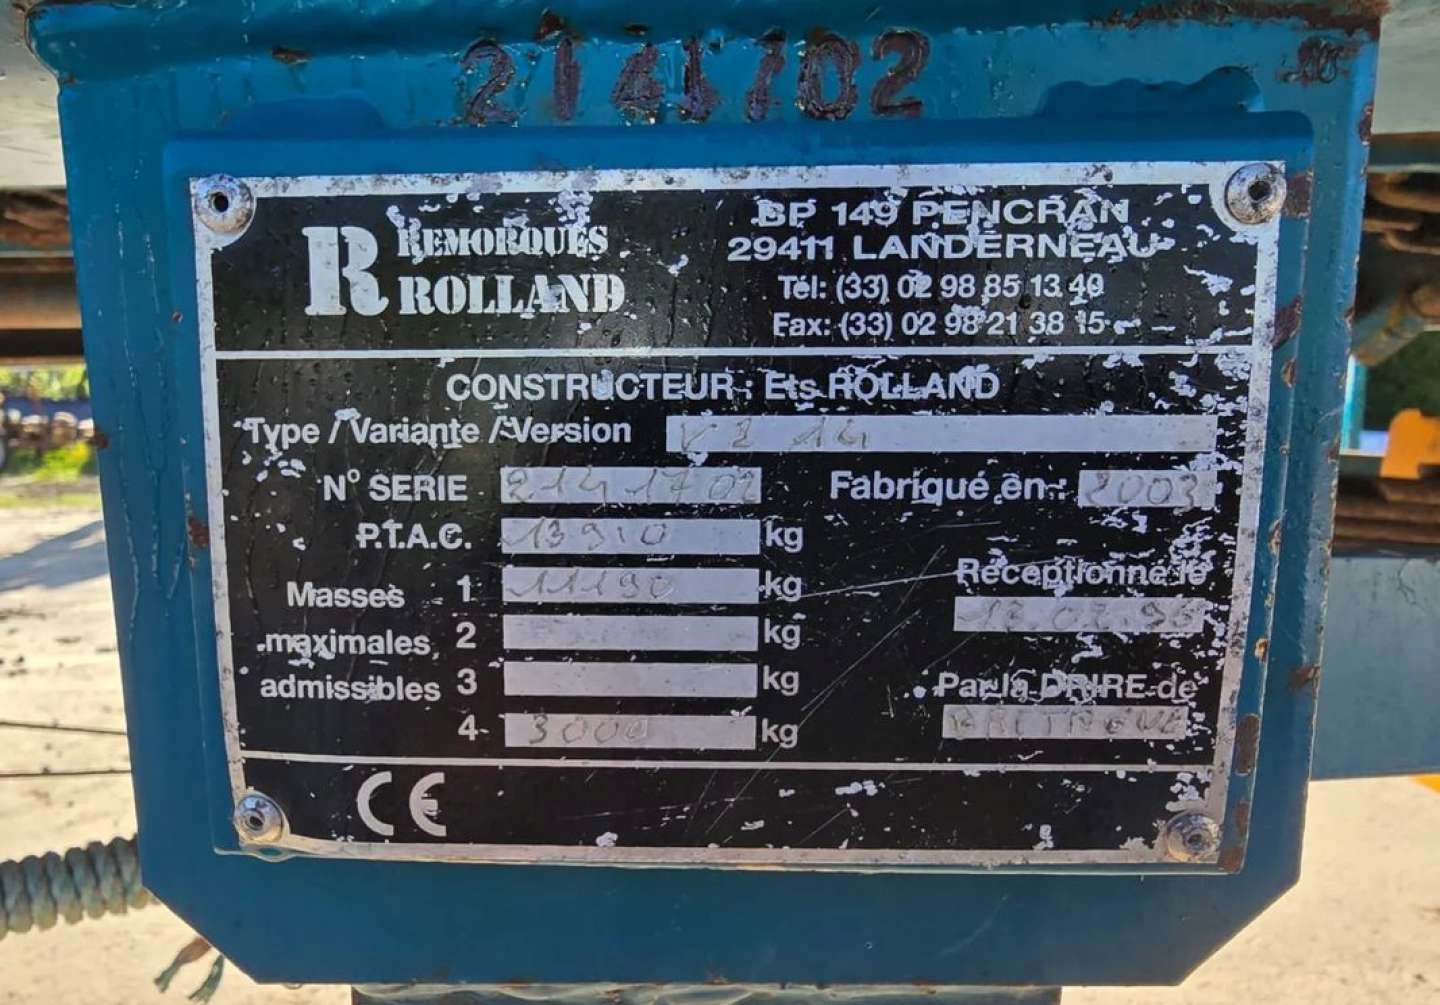 2141702
R REMORQUES ROLLAND
BP 149 PENCRAN
29411 LANDERNEAU
Tél: (33) 02 98 85 13 40
Fax: (33) 02 98 21 38 15
CONSTRUCTEUR : Ets ROLLAND
Type / Variante / Version V2 14
N° SERIE 2141702 Fabriqué en : 2003
P.T.A.C. kg
Masses maximales admissibles
1 11190 kg
2 kg
3 kg
4 3000 kg
Réceptionné le
Par la DRIRE de
CE